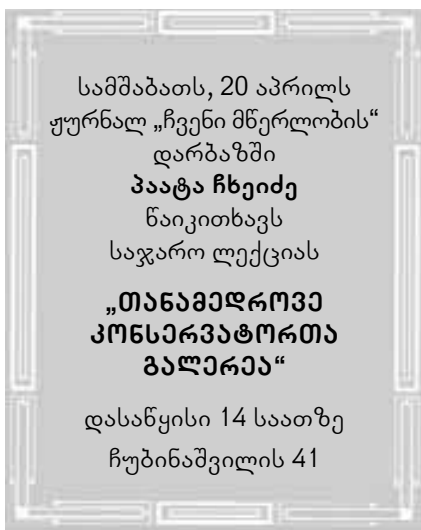 სამშაბათს, 20 აპრილს
ჟურნალ „ჩვენი მწერლობის“
დარბაზში
პაატა ჩხეიძე
წაიკითხავს
საჯარო ლექციას
„თანამედროვე
კონსერვატორთა
გალერეა“
დასაწყისი 14 საათზე
ჩუბინაშვილის 41